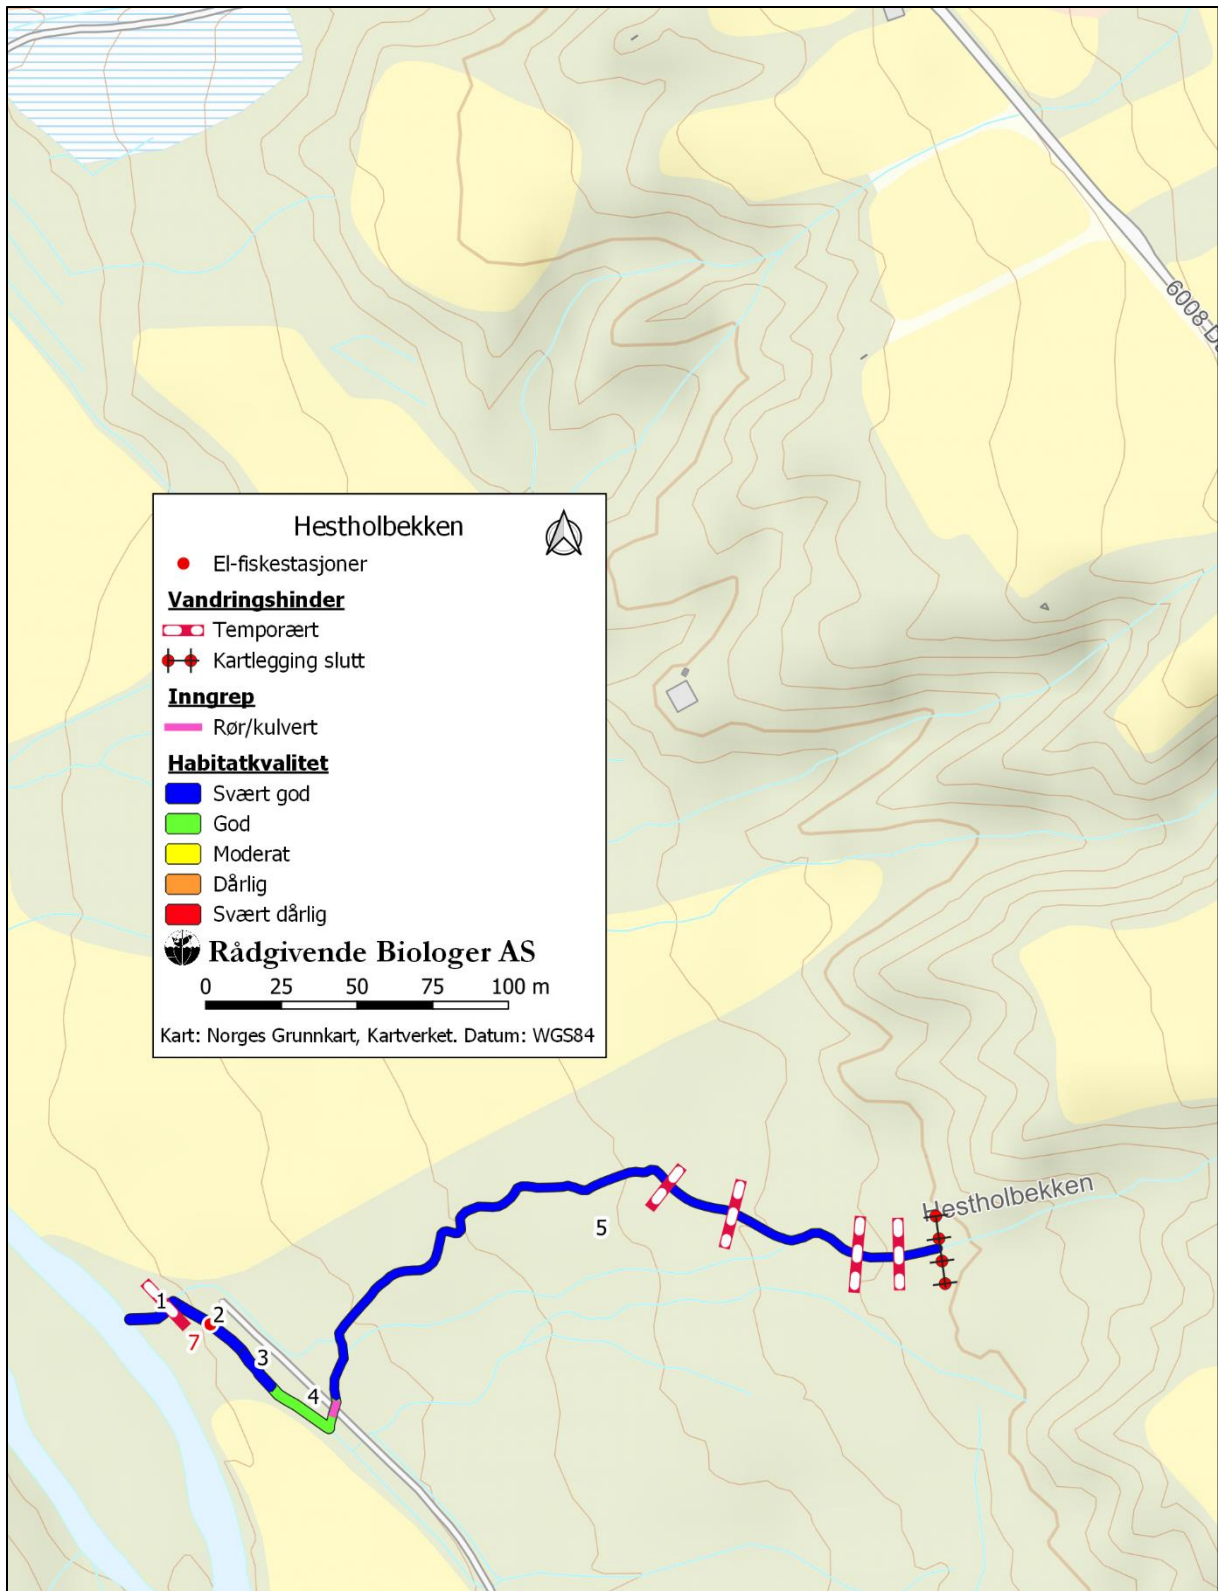 6008-D
Hestholbekken
El-fiskestasjoner
Vandringshinder
Temporært
Kartlegging slutt
Inngrep
Rør/kulvert
Habitatkvalitet
Svært god
God
Moderat
Dårlig
Svært dårlig
Rådgivende Biologer AS
0 25 50 75 100 m
Kart: Norges Grunnkart, Kartverket. Datum: WGS84
Hestholbekken
5
1
2
7
3
4